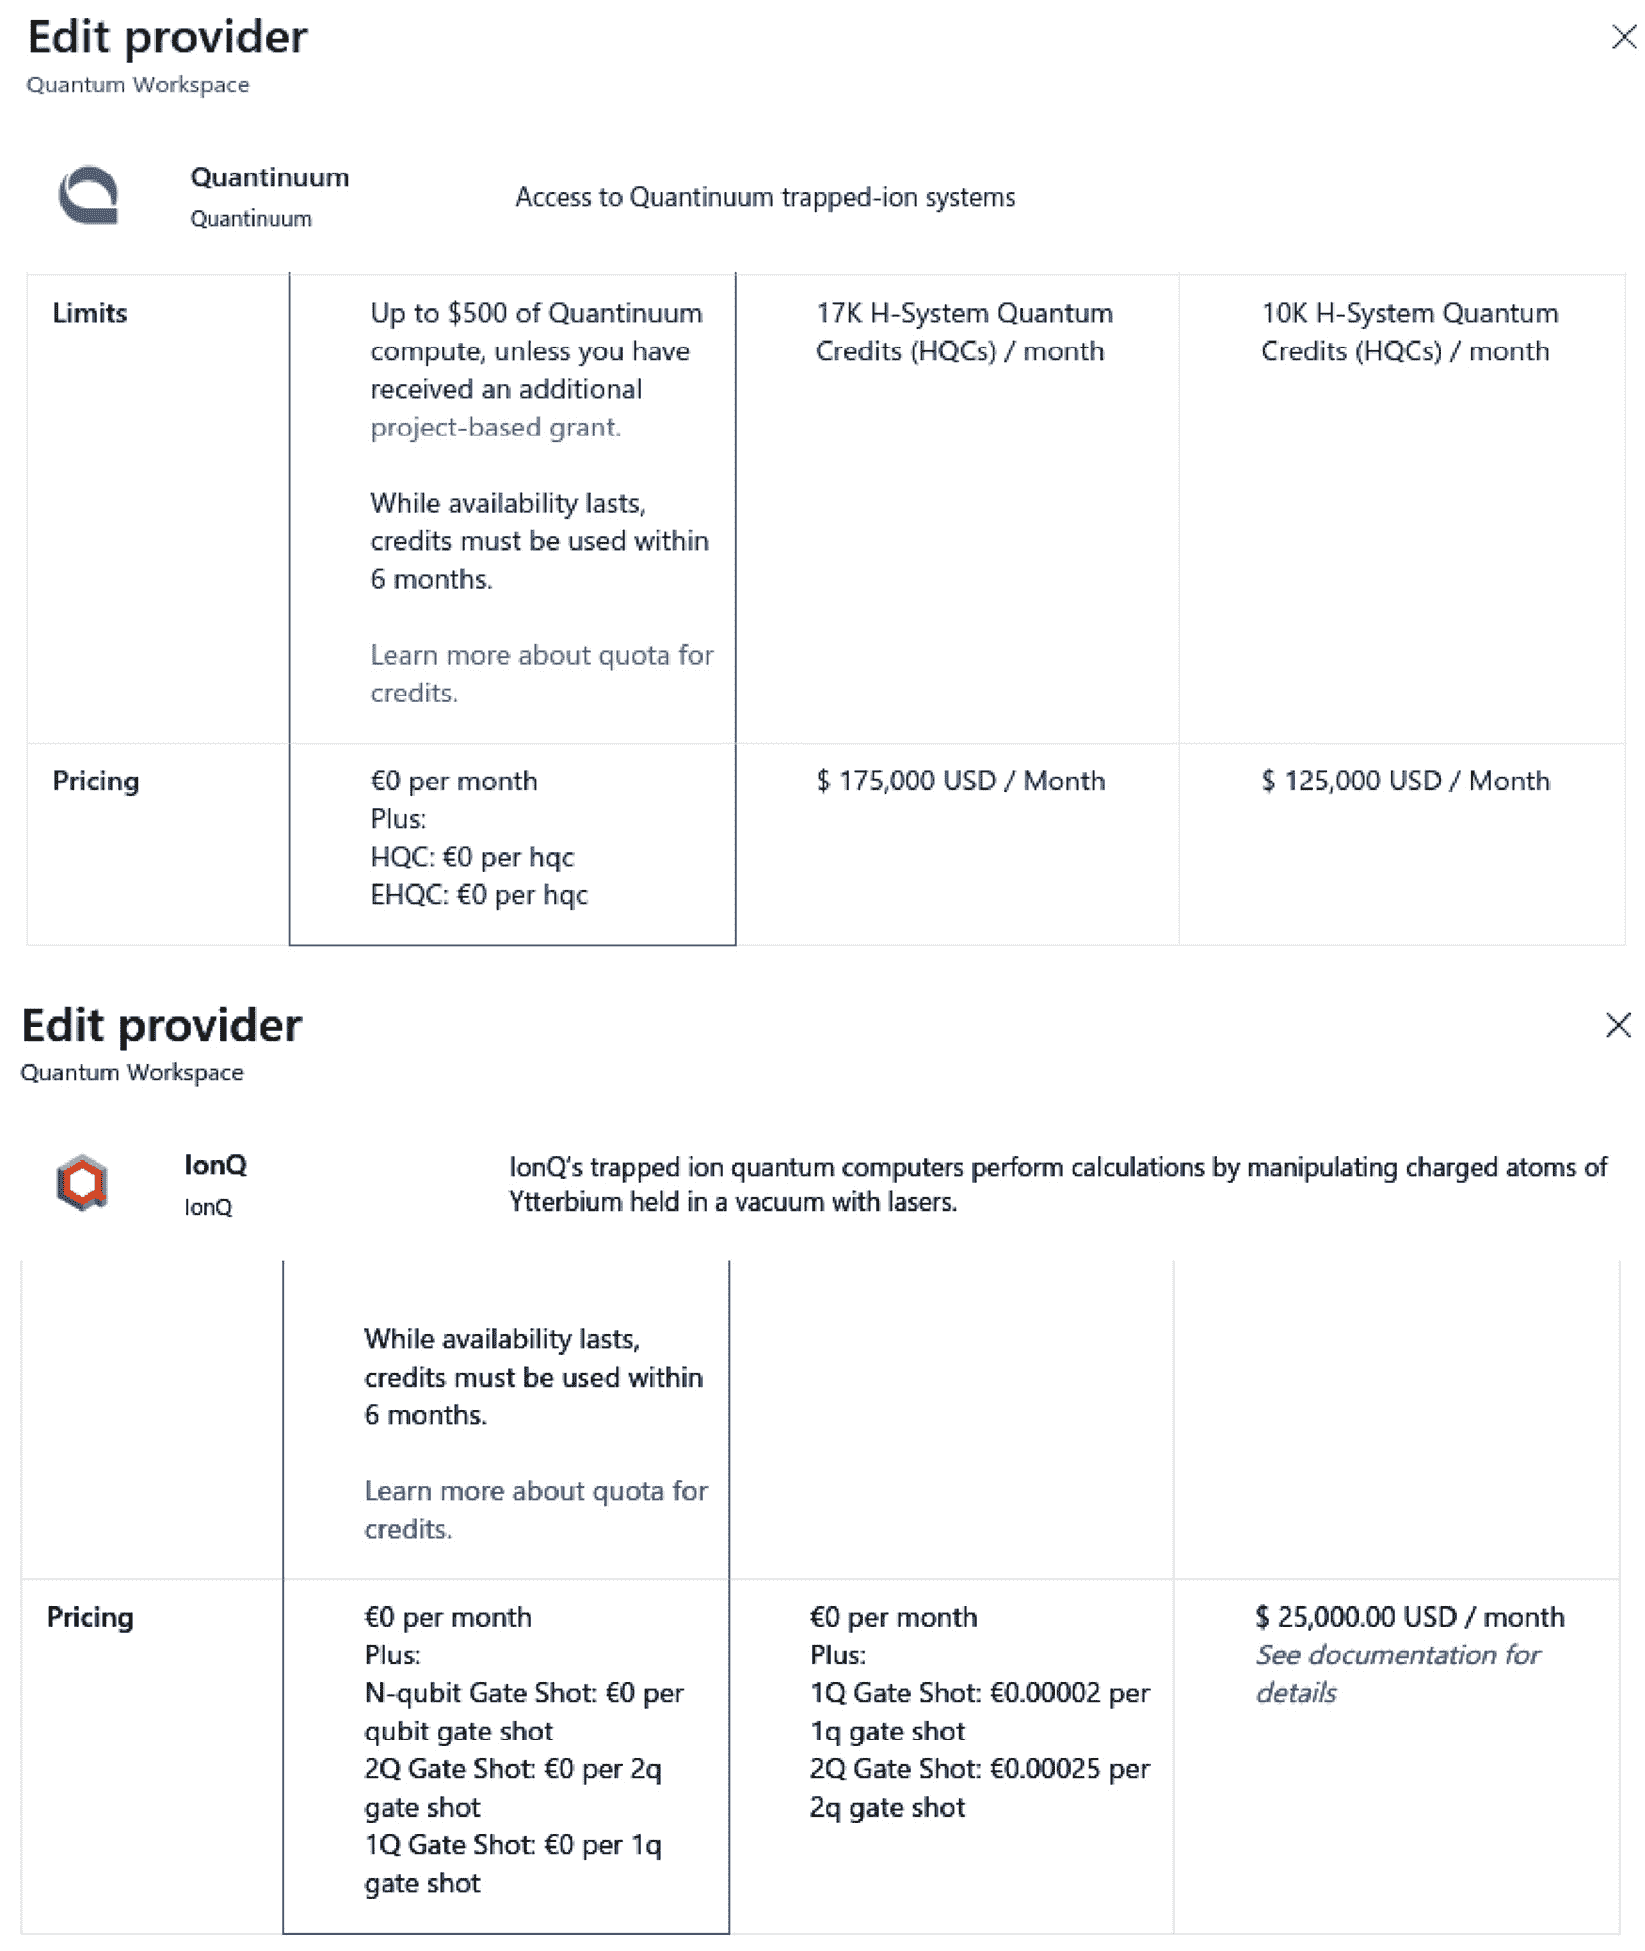 Edit provider
Quantum Workspace
Quantinuum
Quantinuum
Access to Quantinuum trapped-ion systems
Limits
Up to $500 of Quantinuum
compute, unless you have
received an additional
project-based grant.
While availability lasts,
credits must be used within
6 months.
Learn more about quota for
credits.
17K H-System Quantum
Credits (HQCs) / month
10K H-System Quantum
Credits (HQCs) / month
Pricing
€0 per month
Plus:
HQC: €0 per hqc
EHQC: €0 per hqc
$ 175,000 USD / Month
$ 125,000 USD / Month
Edit provider
Quantum Workspace
IonQ
IonQ
IonQ's trapped ion quantum computers perform calculations by manipulating charged atoms of
Ytterbium held in a vacuum with lasers.
While availability lasts,
credits must be used within
6 months.
Learn more about quota for
credits.
Pricing
€0 per month
Plus:
N-qubit Gate Shot: €0 per
qubit gate shot
2Q Gate Shot: €0 per 2q
gate shot
1Q Gate Shot: €0 per 1q
gate shot
€0 per month
Plus:
1Q Gate Shot: €0.00002 per
1q gate shot
2Q Gate Shot: €0.00025 per
2q gate shot
$ 25,000.00 USD / month
See documentation for
details